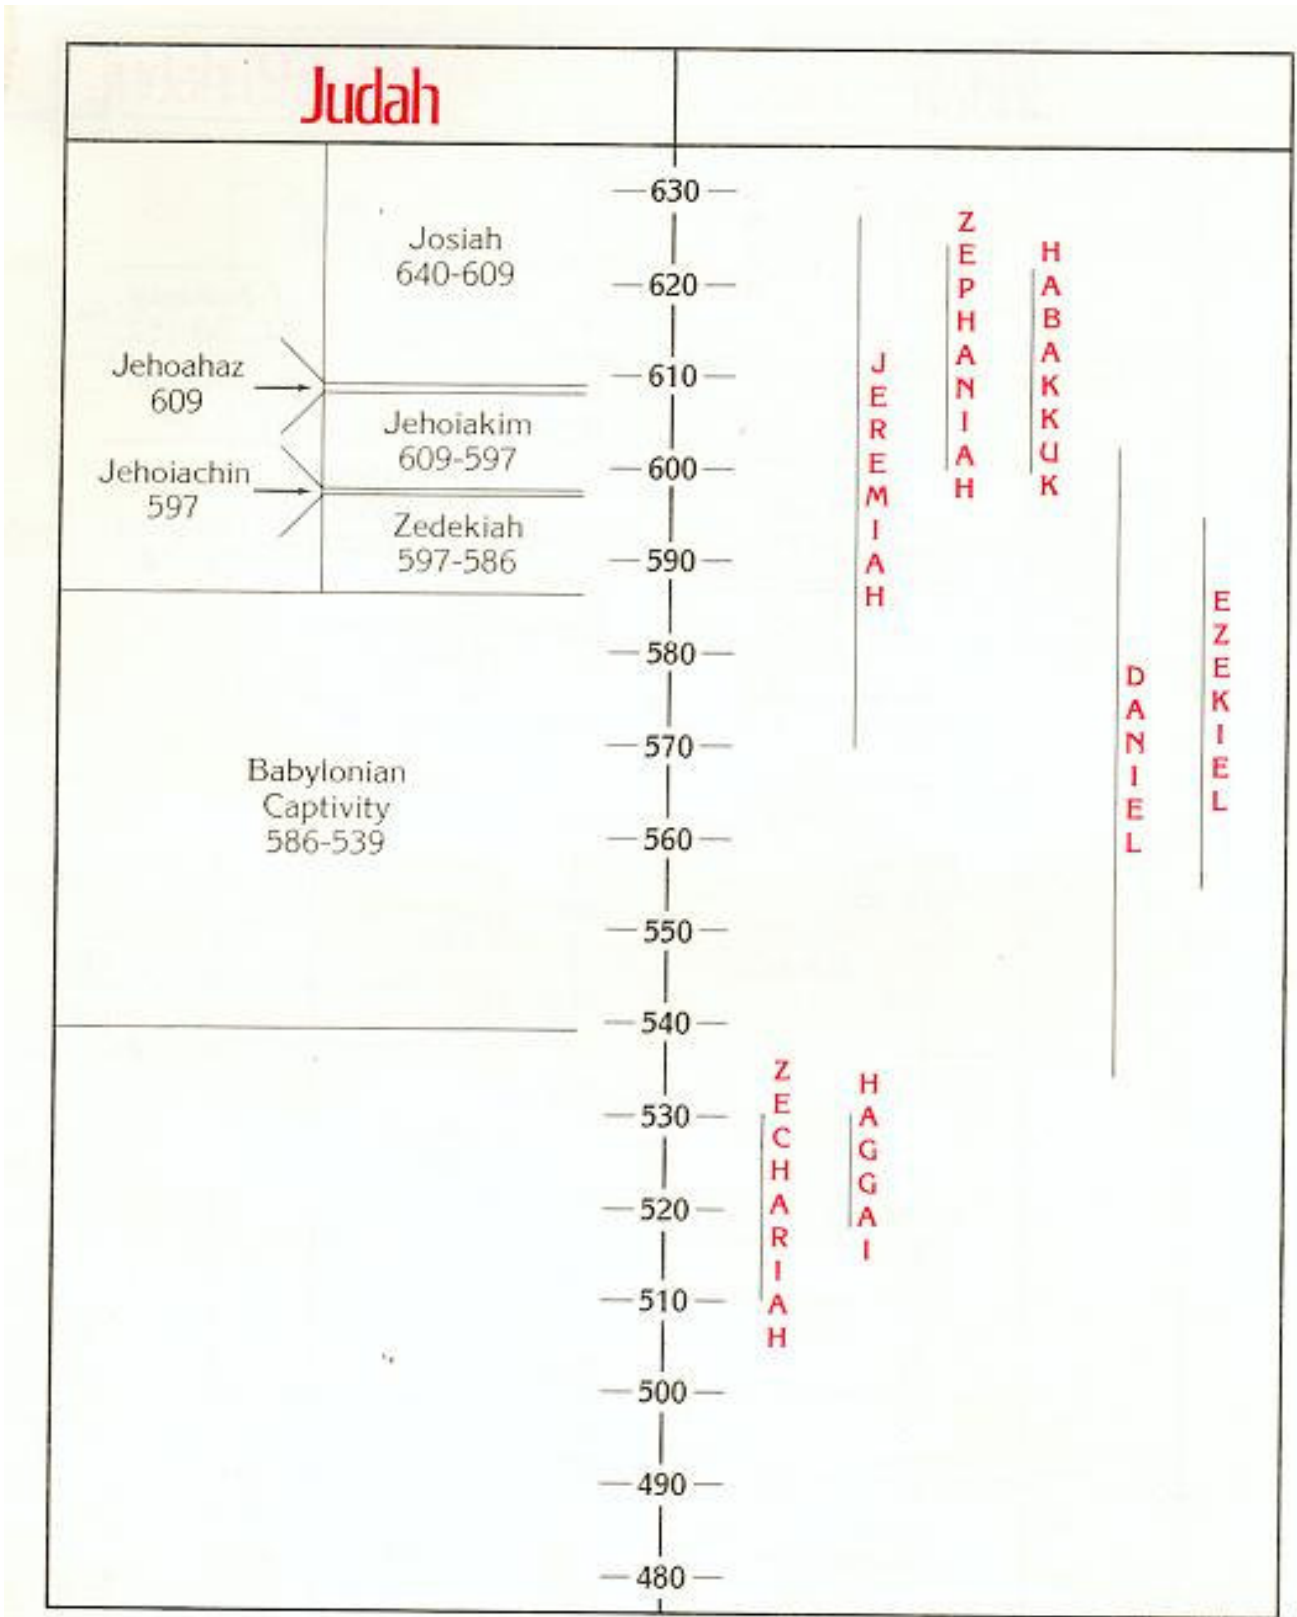 Judah
Josiah
640-609
Jehoahaz
609
Jehoiakim
609-597
Jehoiachin
597
Zedekiah
597-586
Babylonian
Captivity
586-539
630
620
610
600
590
580
570
560
550
540
530
520
510
500
490
480
JEREMIAH
ZEPHANIAH
HABAKKUK
DANIEL
EZEKIEL
ZECHARIAH
HAGGAI